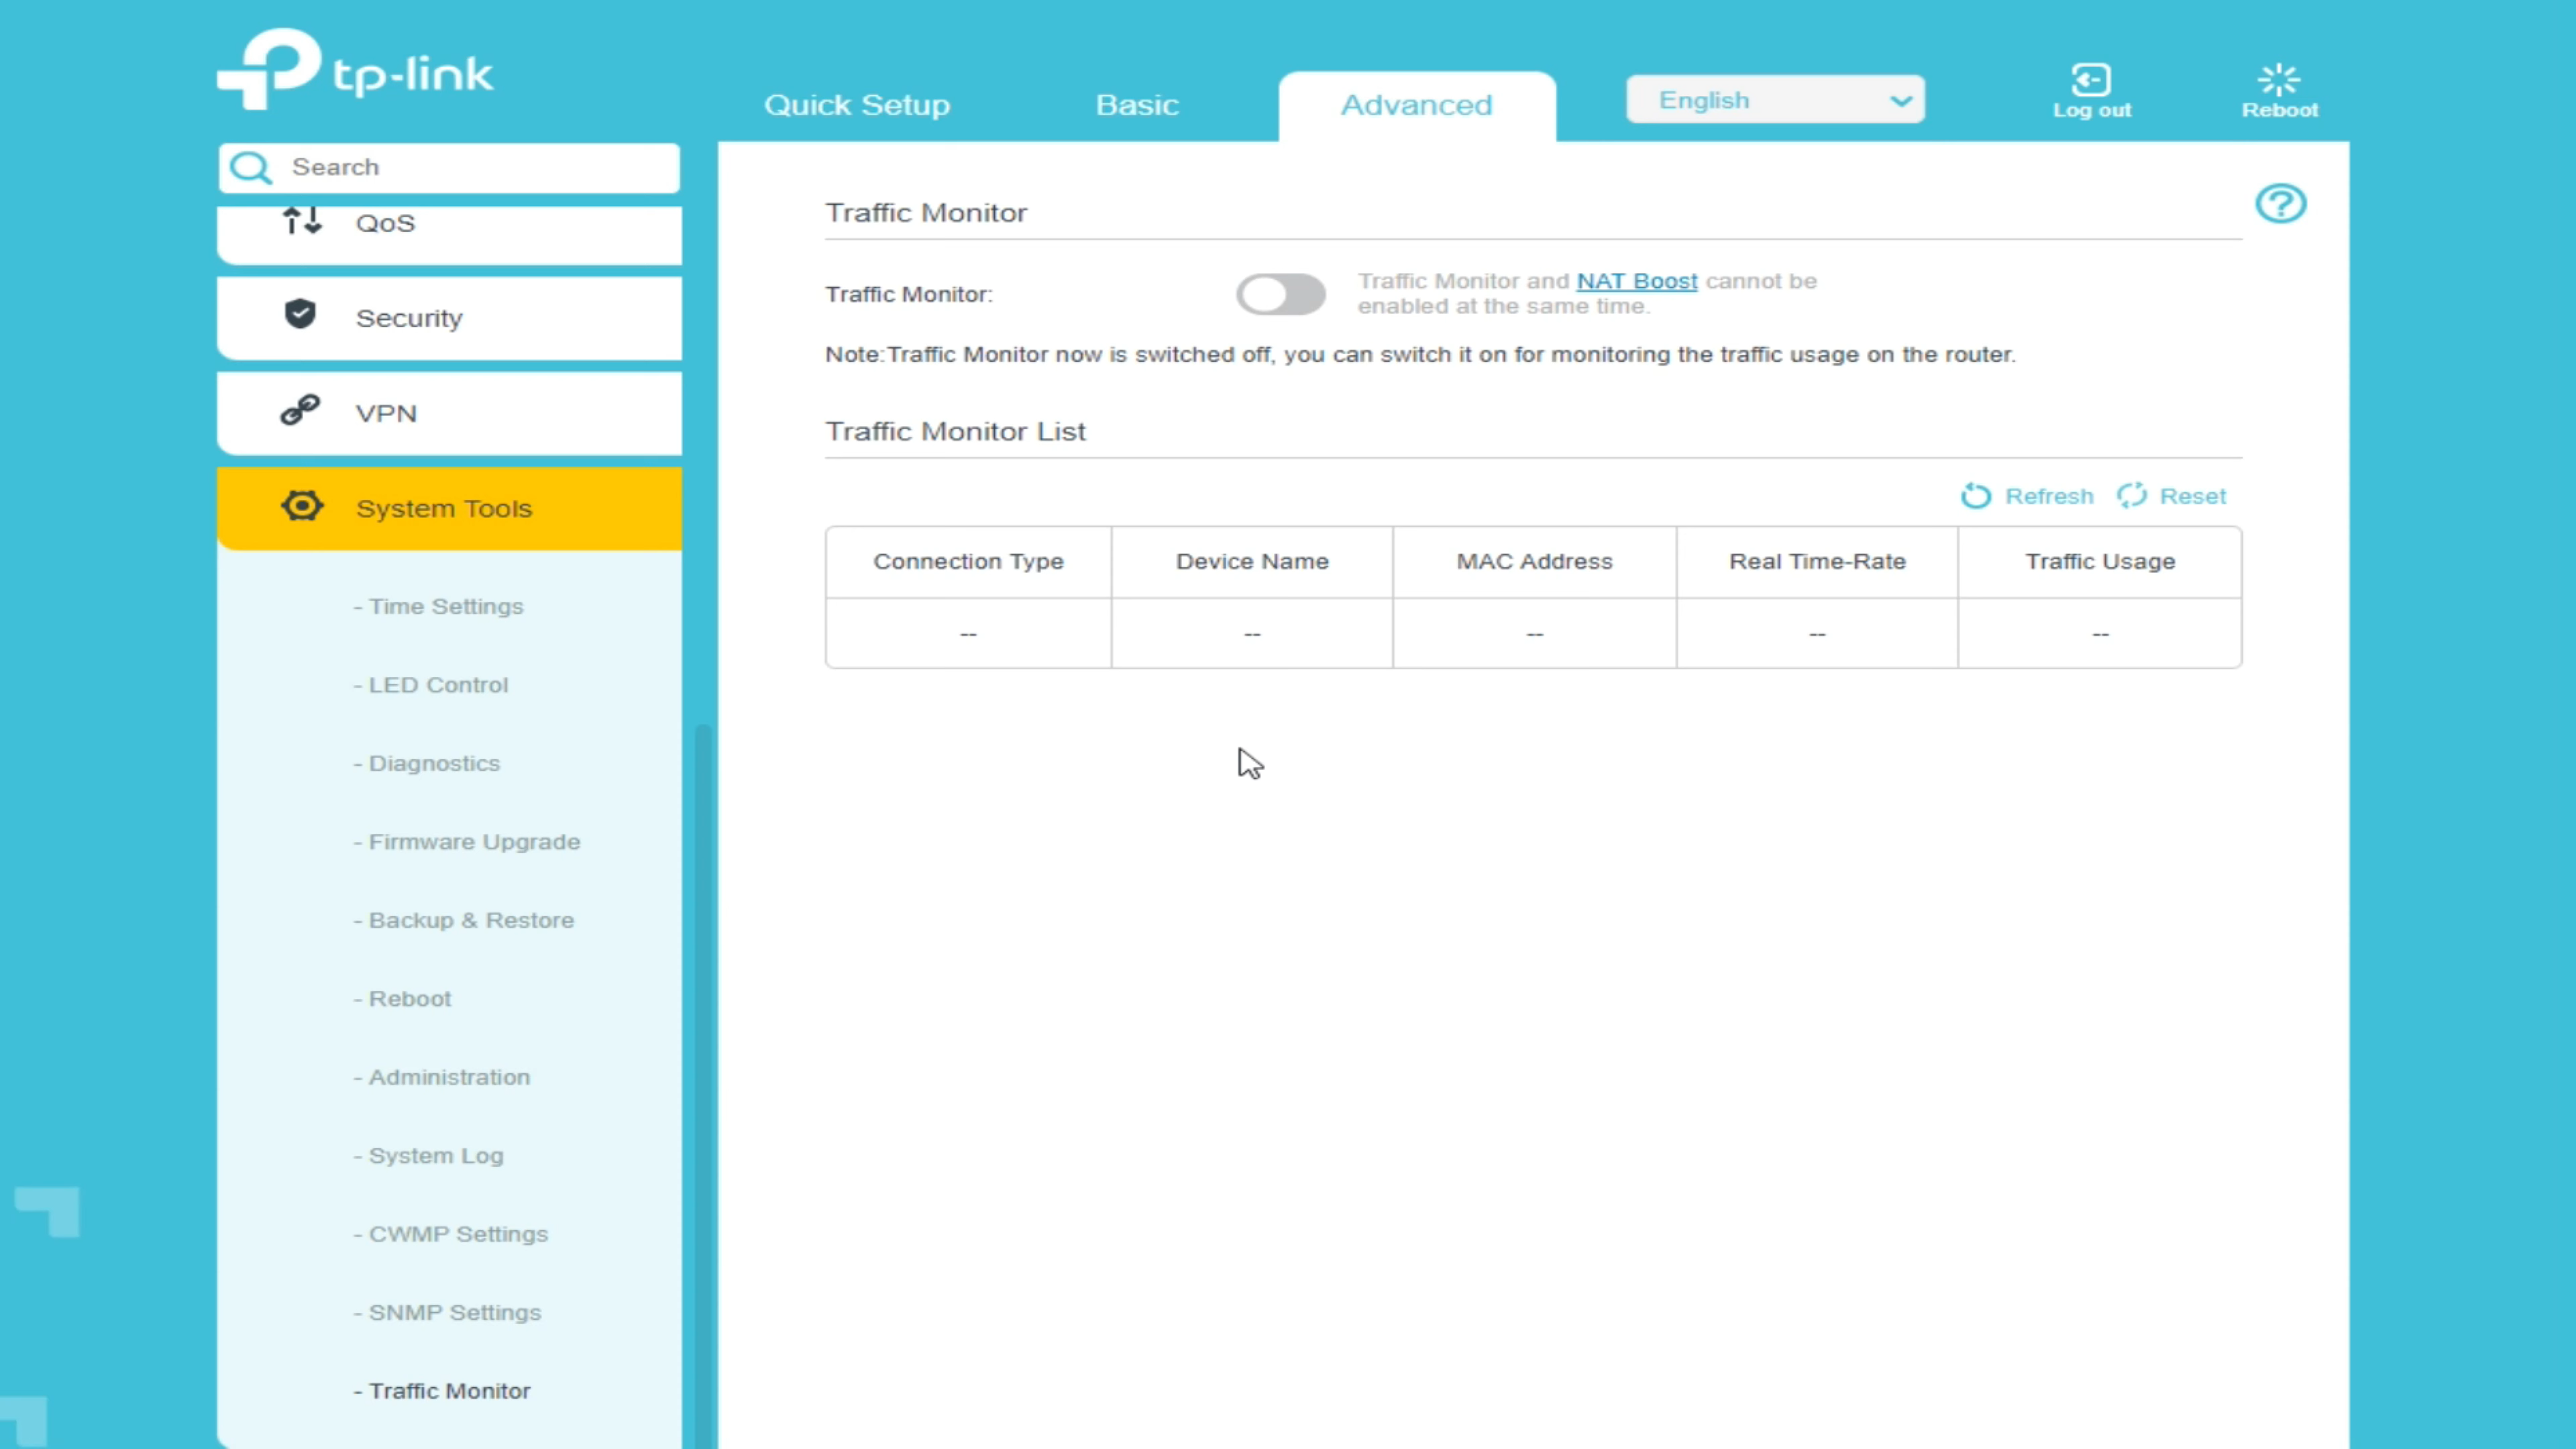 tp-link
Quick Setup
Basic
Advanced
English
Log out
Reboot
Search
QoS
Security
VPN
System Tools
- Time Settings
- LED Control
- Diagnostics
- Firmware Upgrade
- Backup & Restore
- Reboot
- Administration
- System Log
- CWMP Settings
- SNMP Settings
- Traffic Monitor
Traffic Monitor
Traffic Monitor:
Traffic Monitor and NAT Boost cannot be
enabled at the same time.
Note:Traffic Monitor now is switched off, you can switch it on for monitoring the traffic usage on the router.
Traffic Monitor List
Refresh Reset
Connection Type Device Name MAC Address Real Time-Rate Traffic Usage
-- -- -- -- --